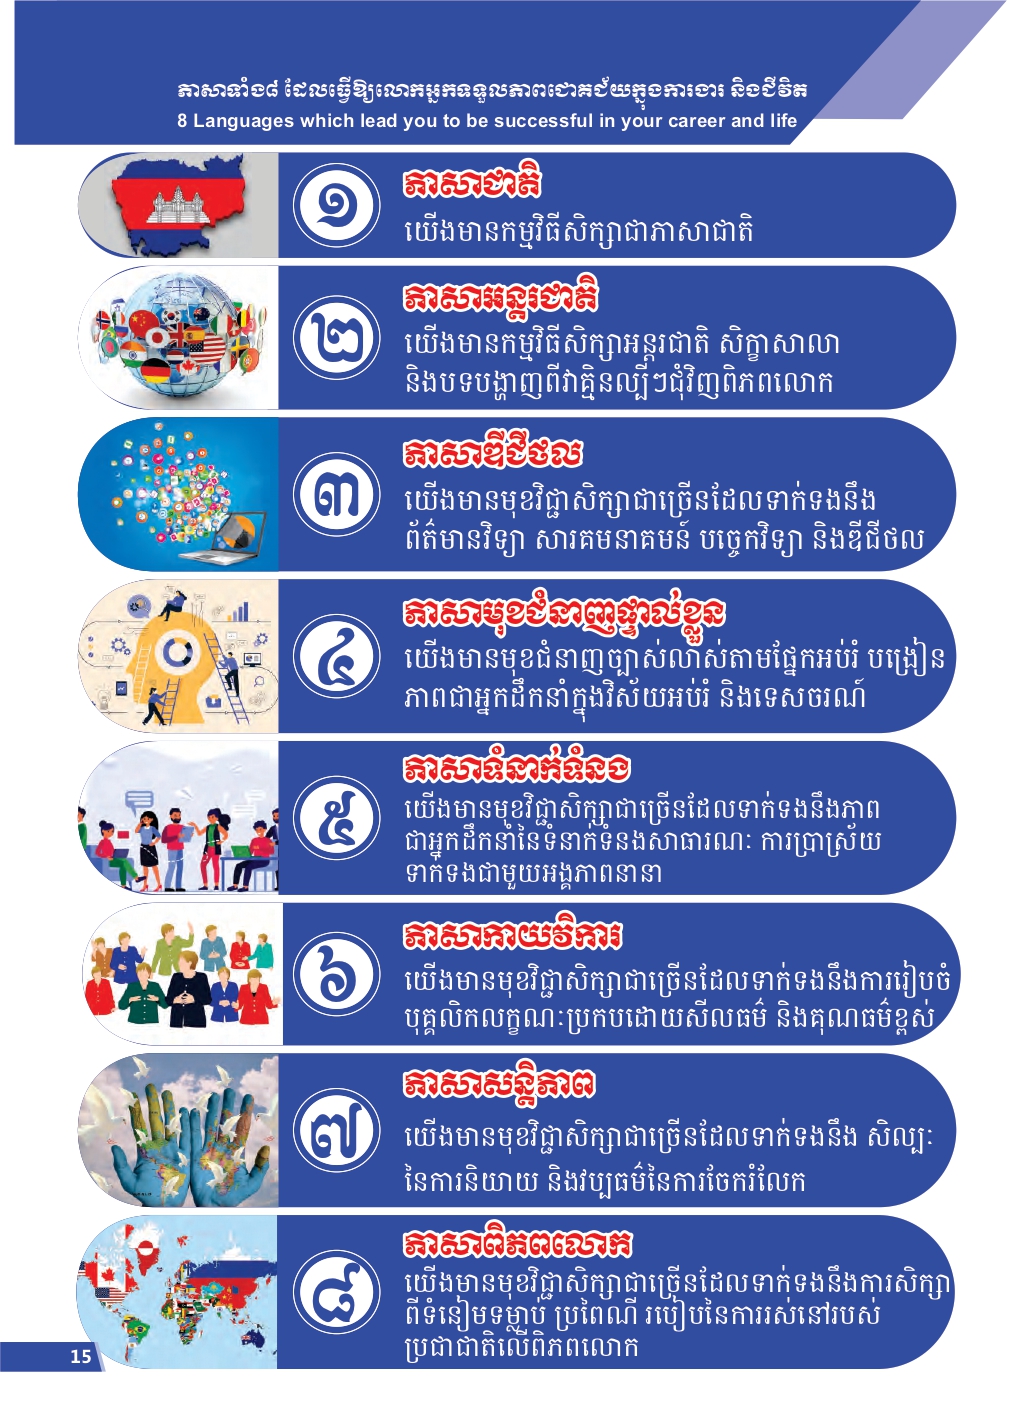 ភាសាទាំង៨ ដែលធ្វើឱ្យលោកអ្នកទទួលភាពជោគជ័យក្នុងការងារ និងជីវិត
8 Languages which lead you to be successful in your career and life
១
ភាសាជាតិ
យើងមានកម្មវិធីសិក្សាជាភាសាជាតិ
២
ភាសាអន្តរជាតិ
យើងមានកម្មវិធីសិក្សាអន្តរជាតិ សិក្ខាសាលា
និងបទបង្ហាញពីវាគ្មិនល្បីៗជុំវិញពិភពលោក
៣
ភាសាឌីជីថល
យើងមានមុខវិជ្ជាសិក្សាជាច្រើនដែលទាក់ទងនឹង
ព័ត៌មានវិទ្យា សារគមនាគមន៍ បច្ចេកវិទ្យា និងឌីជីថល
៤
ភាសាមុខជំនាញផ្ទាល់ខ្លួន
យើងមានមុខជំនាញច្បាស់លាស់តាមផ្នែកអប់រំ បង្រៀន
ភាពជាអ្នកដឹកនាំក្នុងវិស័យអប់រំ និងទេសចរណ៍
៥
ភាសាទំនាក់ទំនង
យើងមានមុខវិជ្ជាសិក្សាជាច្រើនដែលទាក់ទងនឹងភាព
ជាអ្នកដឹកនាំនៃទំនាក់ទំនងសាធារណៈ ការប្រាស្រ័យ
ទាក់ទងជាមួយអង្គភាពនានា
៦
ភាសាកាយវិការ
យើងមានមុខវិជ្ជាសិក្សាជាច្រើនដែលទាក់ទងនឹងការរៀបចំ
បុគ្គលិកលក្ខណៈប្រកបដោយសីលធម៌ និងគុណធម៌ខ្ពស់
៧
ភាសាសន្តិភាព
យើងមានមុខវិជ្ជាសិក្សាជាច្រើនដែលទាក់ទងនឹង សិល្បៈ
នៃការនិយាយ និងវប្បធម៌នៃការចែករំលែក
៨
ភាសាពិភពលោក
យើងមានមុខវិជ្ជាសិក្សាជាច្រើនដែលទាក់ទងនឹងការសិក្សា
ពីទំនៀមទម្លាប់ ប្រពៃណី របៀបនៃការរស់នៅរបស់
ប្រជាជាតិលើពិភពលោក
15